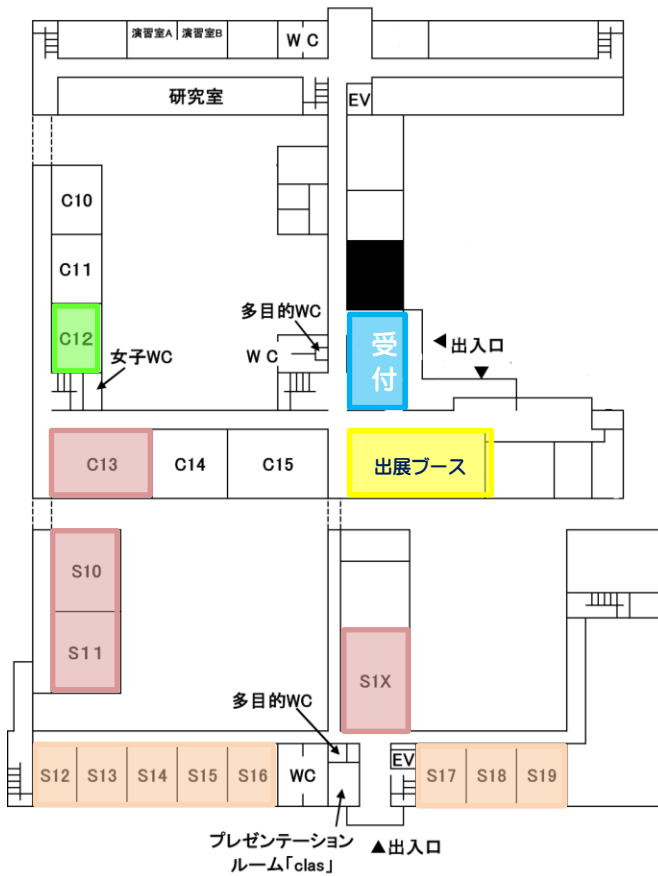 演習室A 演習室B
WC
研究室
EV
C10
C11
C12
女子WC
多目的WC
WC
受付
◀出入口
▼
C13
C14
C15
出展ブース
S10
S11
S1X
多目的WC
S12
S13
S14
S15
S16
WC
EV
S17
S18
S19
プレゼンテーション
ルーム「clas」
▲出入口